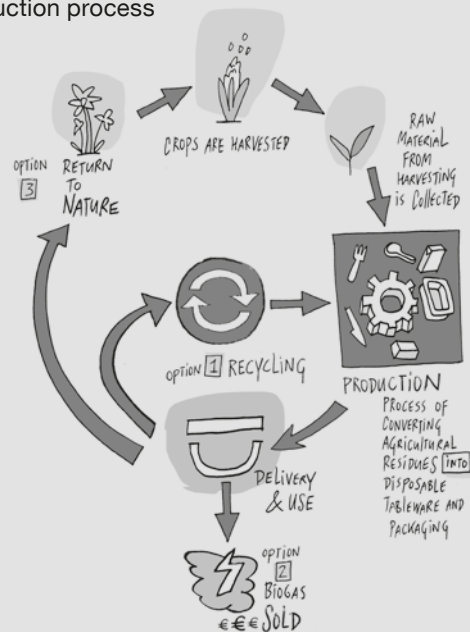 uction process
CROPS ARE HARVESTED
RAW
MATERIAL
FROM
HARVESTING
is COllECTED
OPTION
3
RETURN
TO
NATURE
OPTION 1 RECYCLING
PRODUCTION
PROCESS OF
CONVERTING
AGRICULTURAL
RESIDUES INTO
DISPOSABLE
TABLEWARE AND
PACKAGING
DELIVERY
& USE
OPTION
2
BIOGAS
€€€ SOLD